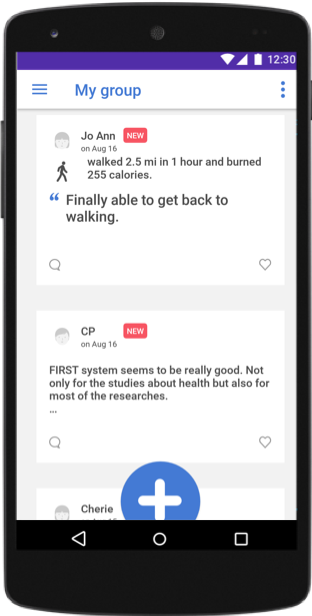 12:30
My group
Jo Ann NEW
on Aug 16
walked 2.5 mi in 1 hour and burned
255 calories.
“ Finally able to get back to
walking.
CP NEW
on Aug 16
FIRST system seems to be really good. Not
only for the studies about health but also for
most of the researches.
...
Cherie